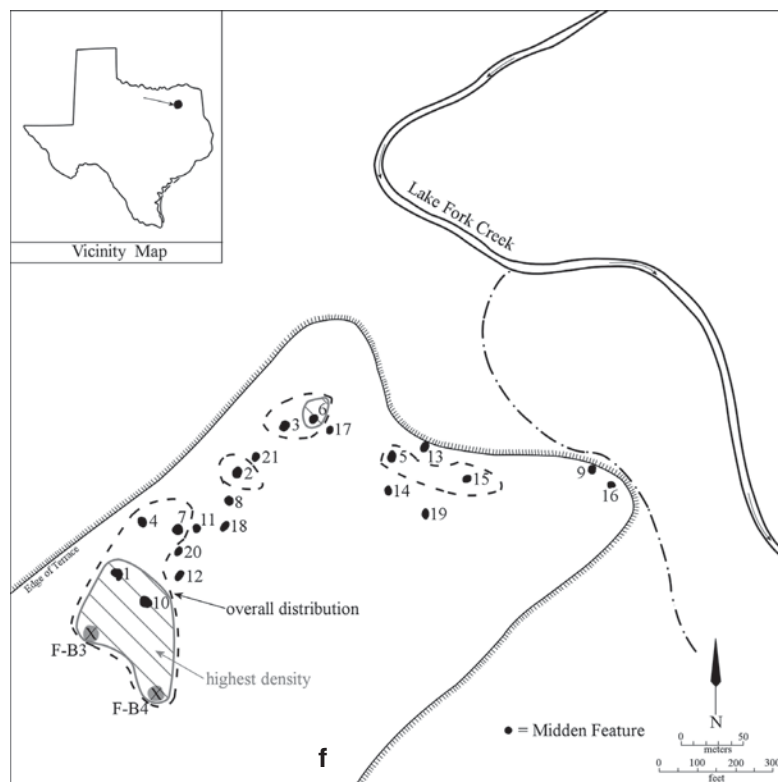 Vicinity Map
Lake Fork Creek
6
3
17
13
21
5
2
9
15
16
14
8
4
7
11
18
19
20
1
12
Edge of Terrace
10
overall distribution
X
F-B3
highest density
X
F-B4
N
f
= Midden Feature
0 50
meters
0 100 200 300
feet